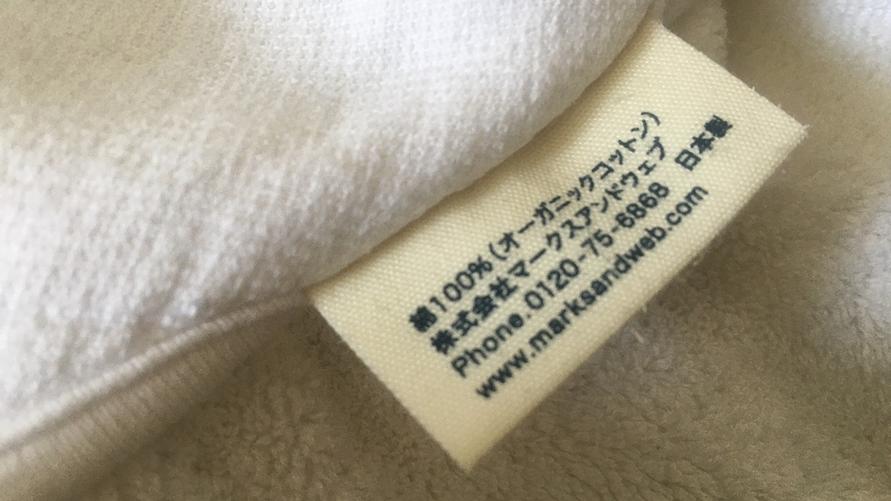 綿100%(オーガニックコットン)
株式会社マークスアンドウェブ 日本製
Phone.0120-75-6868
www.marksandweb.com